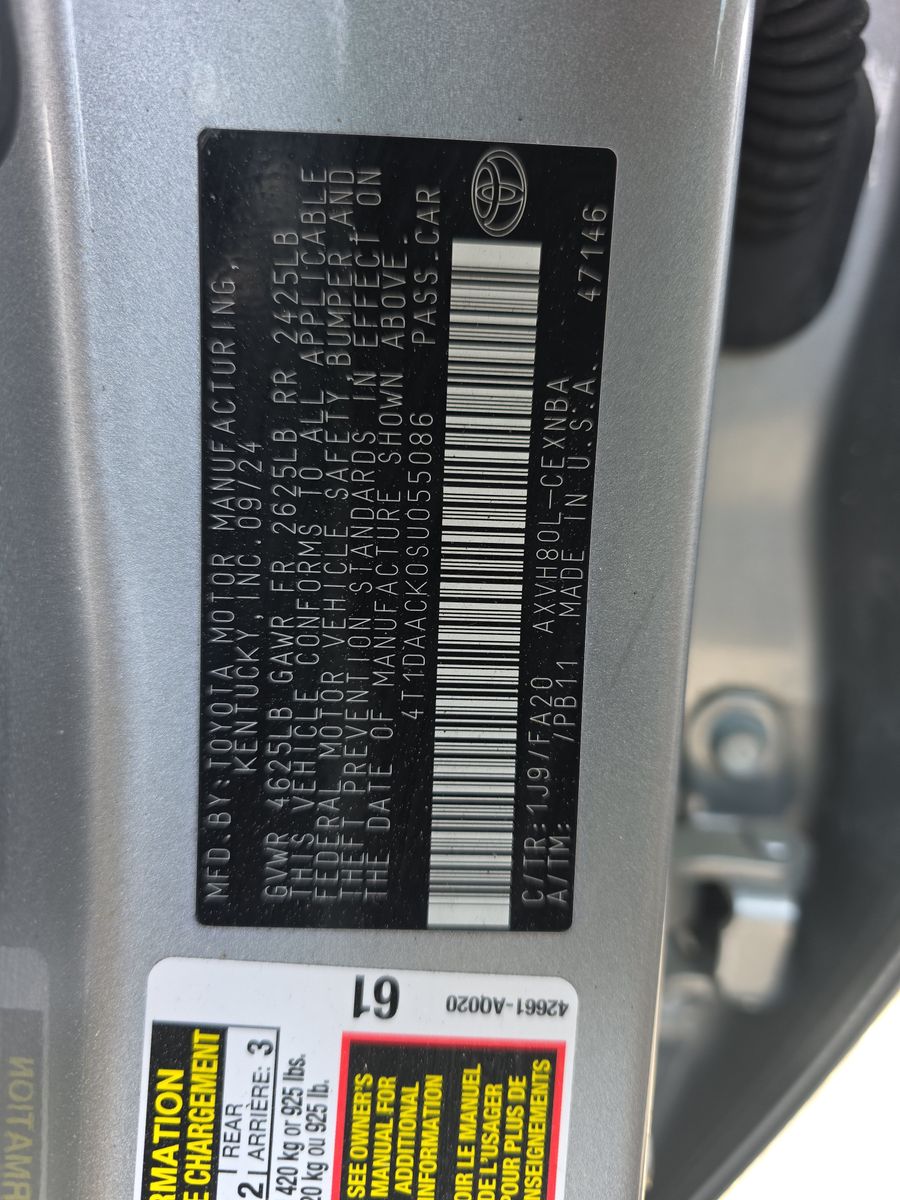 MFD.BY:TOYOTA MOTOR MANUFACTURING,
KENTUCKY,INC.09/24
GVWR 4625LB GAWR FR 2625LB RR 2425LB
THIS VEHICLE CONFORMS TO ALL APPLICABLE
FEDERAL MOTOR VEHICLE SAFETY,BUMPER,AND
THEFT PREVENTION STANDARDS IN EFFECT ON
THE DATE OF MANUFACTURE SHOWN ABOVE.
4T1DAACK0SU055086 PASS.CAR
C/TR:1J9/FA20 AXVH80L-CEXNBA
A/TM: /PB11 MADE IN U.S.A. 47146
RMATION
E CHARGEMENT
2 REAR
ARRIÈRE: 3
420 kg or 925 lbs.
20 kg ou 925 lb.
SEE OWNER'S
MANUAL FOR
ADDITIONAL
INFORMATION
OIR LE MANUEL
DE L'USAGER
POUR PLUS DE
ENSEIGNEMENTS
61
42661-AQ020
RMATION